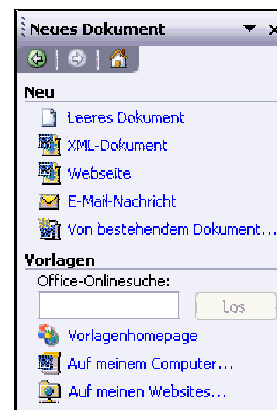 Neues Dokument
Neu
Leeres Dokument
XML-Dokument
Webseite
E-Mail-Nachricht
Von bestehendem Dokument...
Vorlagen
Office-Onlinesuche:
Los
Vorlagenhomepage
Auf meinem Computer...
Auf meinen Websites...